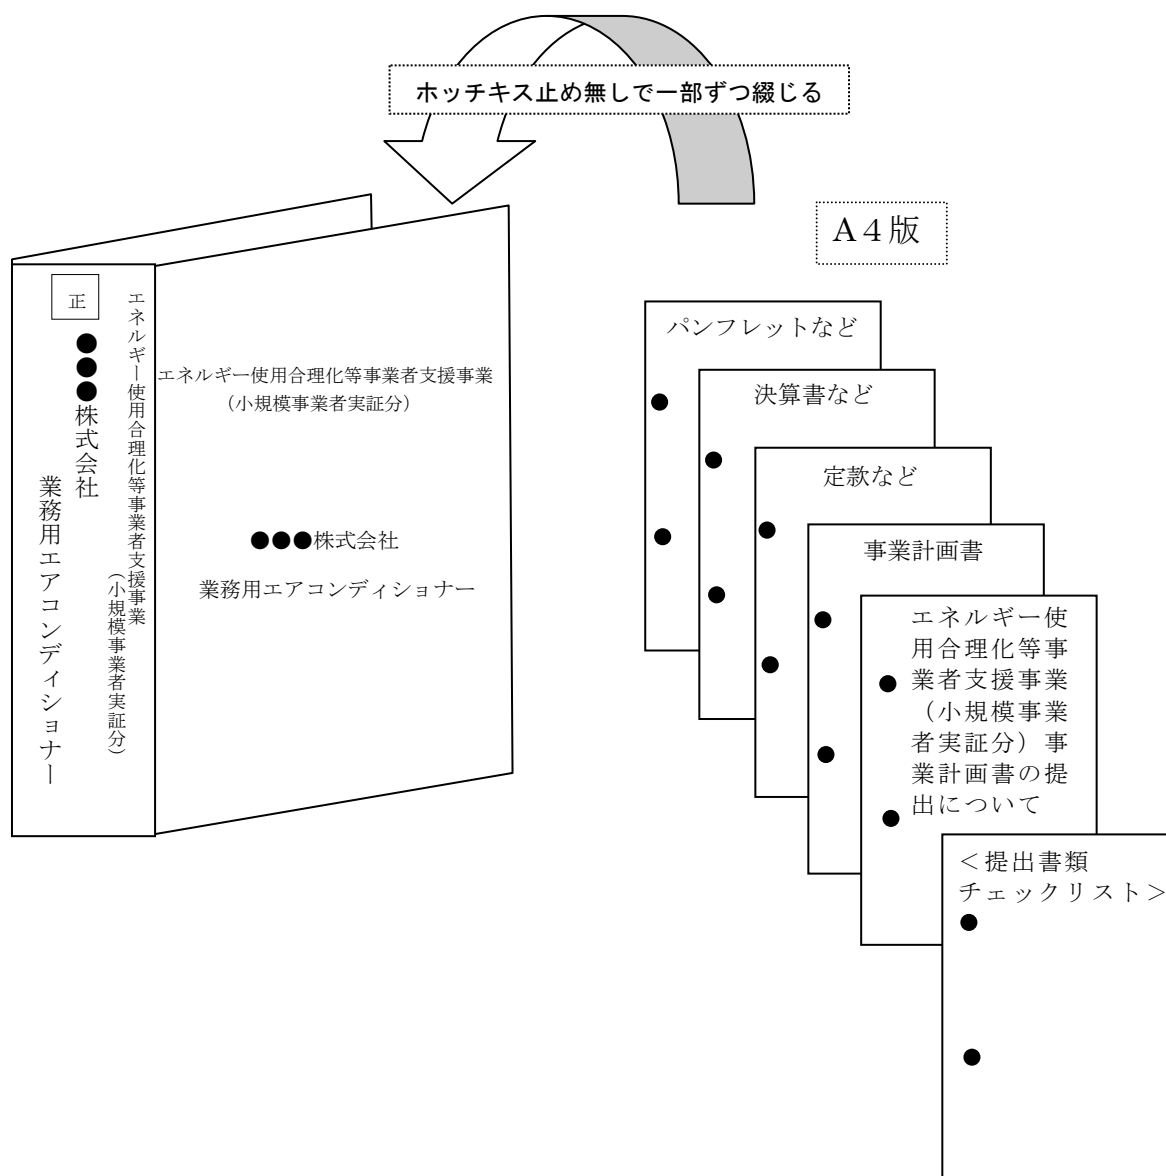 ホッチキス止め無しで一部ずつ綴じる
A４版
正
エネルギー使用合理化等事業者支援事業
（小規模事業者実証分）
●●●株式会社
業務用エアコンディショナー
エネルギー使用合理化等事業者支援事業
（小規模事業者実証分）
●●●株式会社
業務用エアコンディショナー
パンフレットなど
決算書など
定款など
事業計画書
エネルギー使
用合理化等事
業者支援事業
（小規模事業
者実証分）事
業計画書の提
出について
＜提出書類
チェックリスト＞